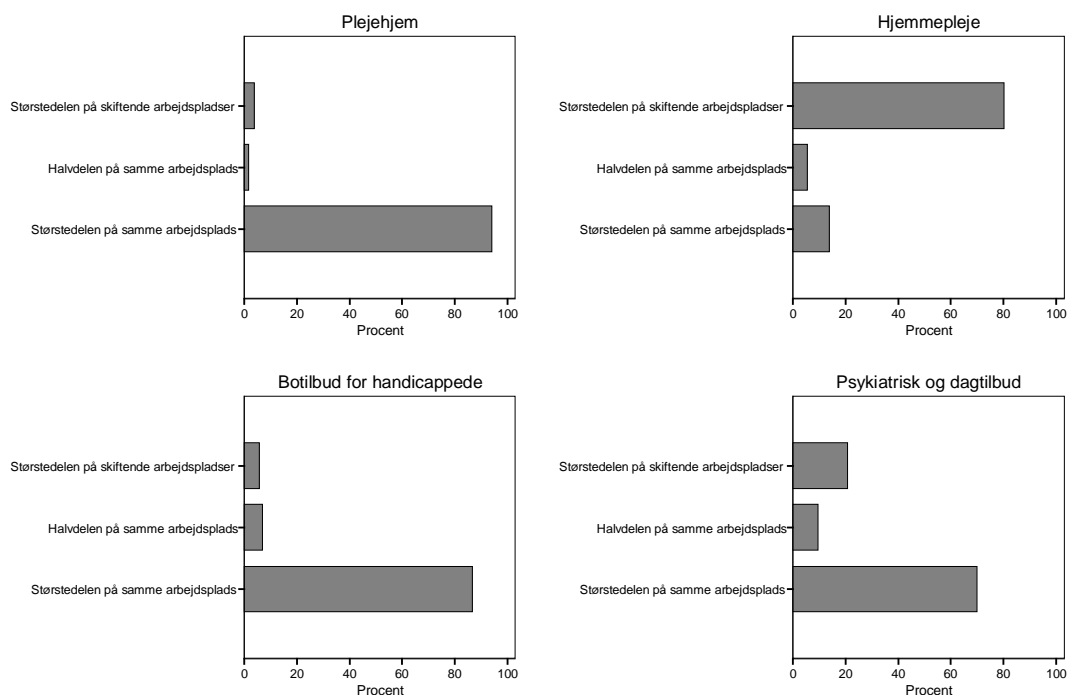 Plejehjem
Størstedelen på skiftende arbejdspladser
Halvdelen på samme arbejdsplads
Størstedelen på samme arbejdsplads
0 20 40 60 80 100
Procent
Hjemmepleje
Størstedelen på skiftende arbejdspladser
Halvdelen på samme arbejdsplads
Størstedelen på samme arbejdsplads
0 20 40 60 80 100
Procent
Botilbud for handicappede
Størstedelen på skiftende arbejdspladser
Halvdelen på samme arbejdsplads
Størstedelen på samme arbejdsplads
0 20 40 60 80 100
Procent
Psykiatrisk og dagtilbud
Størstedelen på skiftende arbejdspladser
Halvdelen på samme arbejdsplads
Størstedelen på samme arbejdsplads
0 20 40 60 80 100
Procent